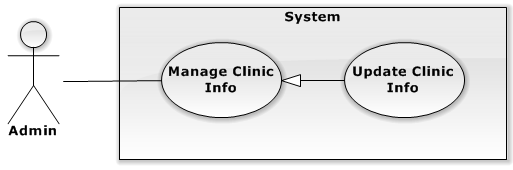 System
Manage Clinic
Info
Update Clinic
Info
Admin